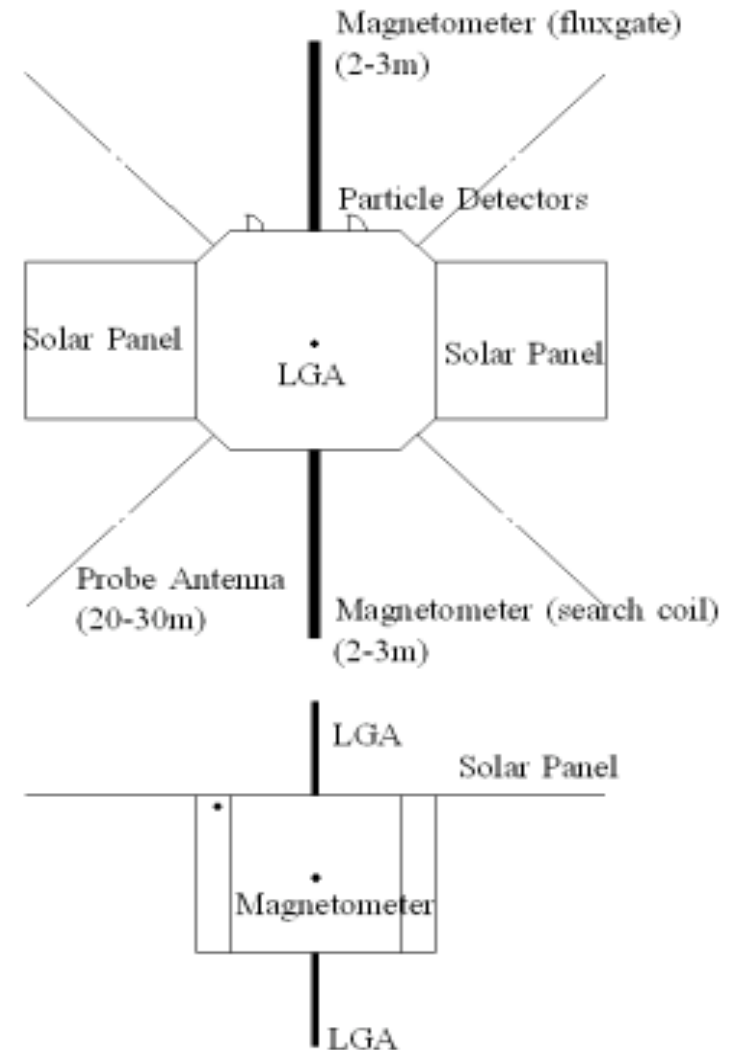 Magnetometer (fluxgate)
(2-3m)
Particle Detectors
Solar Panel
Solar Panel
LGA
Probe Antenna
(20-30m)
Magnetometer (search coil)
(2-3m)
LGA
Solar Panel
Magnetometer
LGA